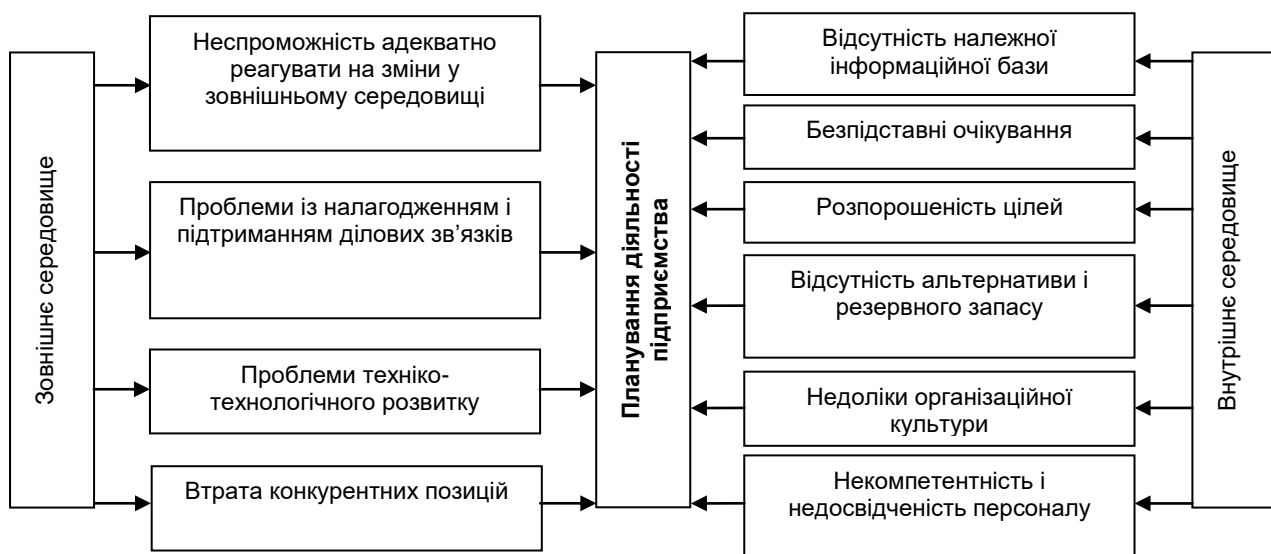 Зовнішнє середовище
Неспроможність адекватно
реагувати на зміни у
зовнішньому середовищі
Проблеми із налагодженням і
підтриманням ділових зв’язків
Проблеми техніко-
технологічного розвитку
Втрата конкурентних позицій
Планування діяльності
підприємства
Відсутність належної
інформаційної бази
Безпідставні очікування
Розпорошеність цілей
Відсутність альтернативи і
резервного запасу
Недоліки організаційної
культури
Некомпетентність і
недосвідченість персоналу
Внутрішнє середовище